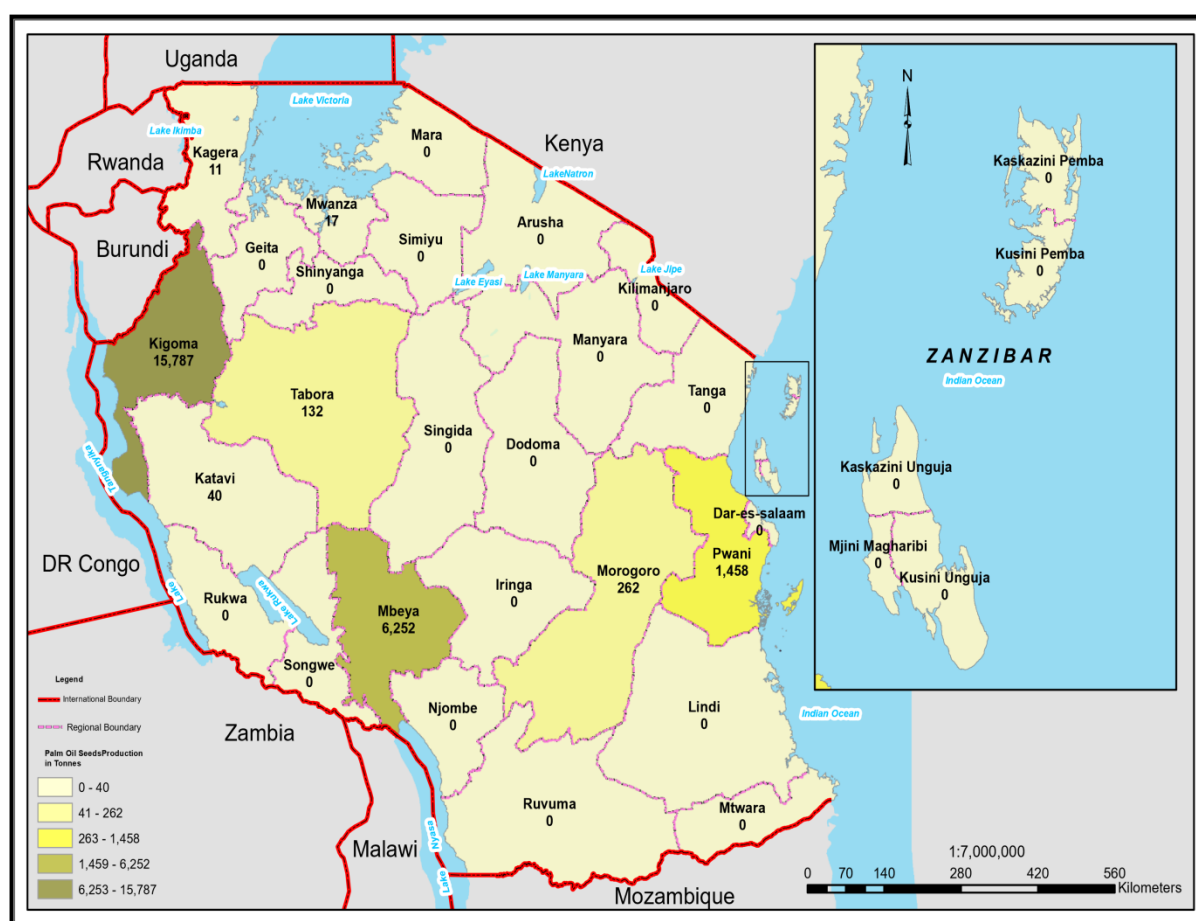 Uganda
Lake Victoria
Lake Ikimba
Mara
0
Kenya
Kagera
11
Rwanda
LakeNatron
Mwanza
17
Arusha
0
Burundi
Geita
0
Simiyu
0
Shinyanga
0
Lake Eyasi
Lake Manyara
Lake Jipe
Kilimanjaro
0
Kigoma
15,787
Manyara
0
Tabora
132
Tanga
0
Singida
0
Dodoma
0
Katavi
40
Lake Tanganyika
Dar-es-salaam
0
Pwani
1,458
DR Congo
Morogoro
262
Iringa
0
Rukwa
0
Lake Rukwa
Mbeya
6,252
Songwe
0
Njombe
0
Lindi
0
Indian Ocean
Zambia
Ruvuma
0
Mtwara
0
Malawi
Lake Nyasa
Mozambique
N
Kaskazini Pemba
0
Kusini Pemba
0
ZANZIBAR
Indian Ocean
Kaskazini Unguja
0
Mjini Magharibi
0
Kusini Unguja
0
Legend
International Boundary
Regional Boundary
Palm Oil SeedsProduction
in Tonnes
0 - 40
41 - 262
263 - 1,458
1,459 - 6,252
6,253 - 15,787
1:7,000,000
0 70 140 280 420 560
Kilometers